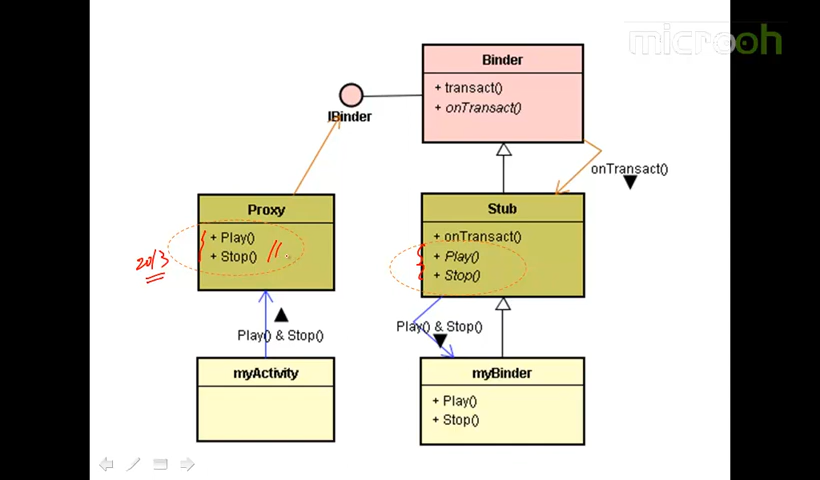 microoh
Binder
+ transact()
+ onTransact()
IBinder
onTransact()
Proxy
+ Play()
+ Stop()
2013
Stub
+ onTransact()
+ Play()
+ Stop()
Play() & Stop()
Play() & Stop()
myActivity
myBinder
+ Play()
+ Stop()